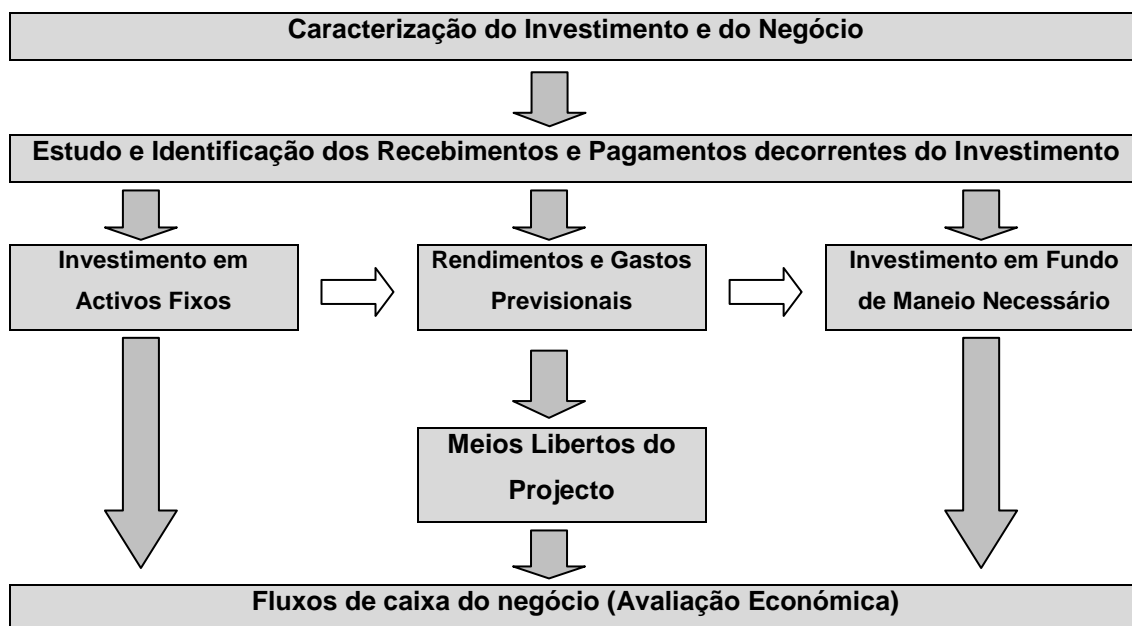 Caracterização do Investimento e do Negócio
Estudo e Identificação dos Recebimentos e Pagamentos decorrentes do Investimento
Investimento em
Activos Fixos
Rendimentos e Gastos
Previsionais
Investimento em Fundo
de Maneio Necessário
Meios Libertos do
Projecto
Fluxos de caixa do negócio (Avaliação Económica)